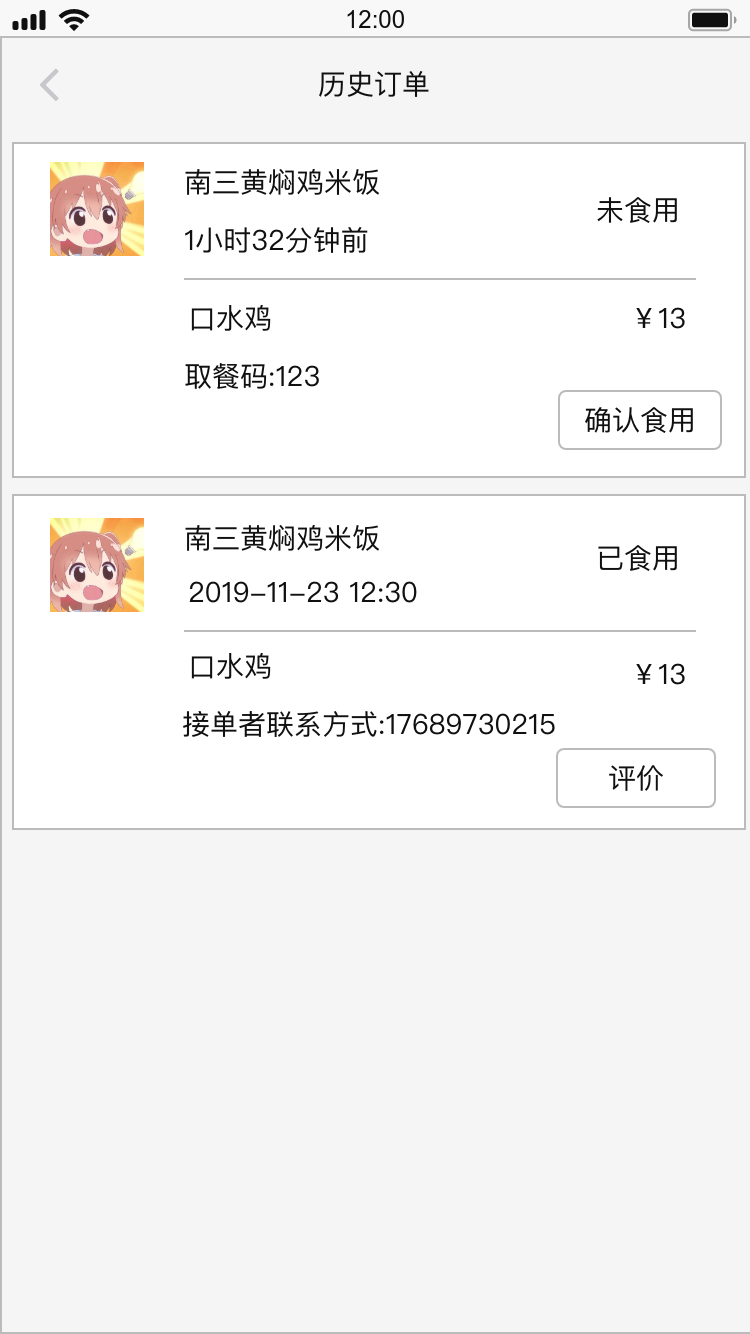 12:00
历史订单
南三黄焖鸡米饭
未食用
1小时32分钟前
口水鸡
¥13
取餐码:123
确认食用
南三黄焖鸡米饭
已食用
2019-11-23 12:30
口水鸡
¥13
接单者联系方式:17689730215
评价